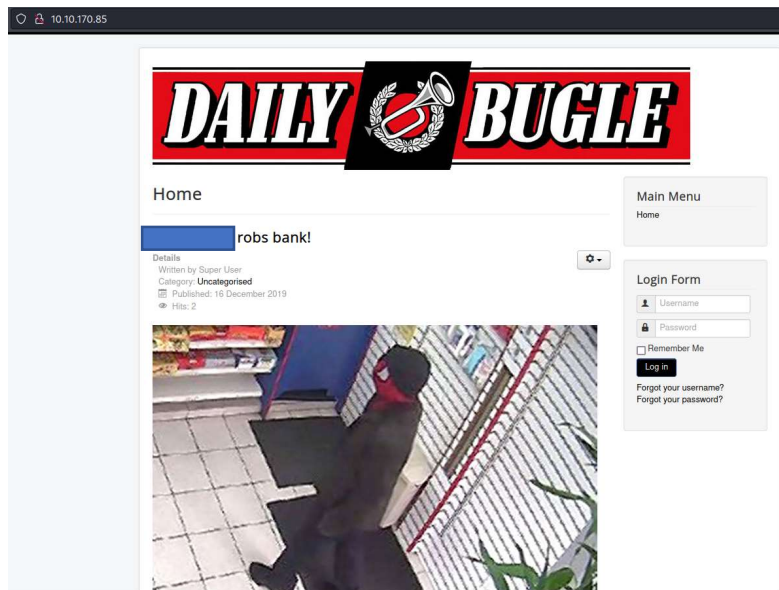 10.10.170.85
DAILY BUGLE
Home
robs bank!
Details
Written by Super User
Category: Uncategorised
Published: 16 December 2019
Hits: 2
Main Menu
Home
Login Form
Username
Password
Remember Me
Log in
Forgot your username?
Forgot your password?